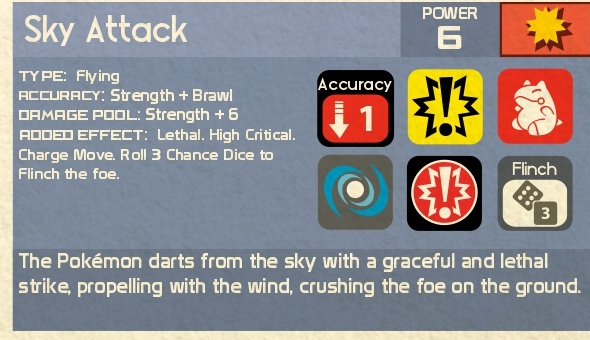 Sky Attack
POWER
6
TYPE: Flying
ACCURACY: Strength + Brawl
DAMAGE POOL: Strength + 6
ADDED EFFECT: Lethal. High Critical.
Charge Move. Roll 3 Chance Dice to
Flinch the foe.
Accuracy
1
!
!
Flinch
3
The Pokémon darts from the sky with a graceful and lethal
strike, propelling with the wind, crushing the foe on the ground.